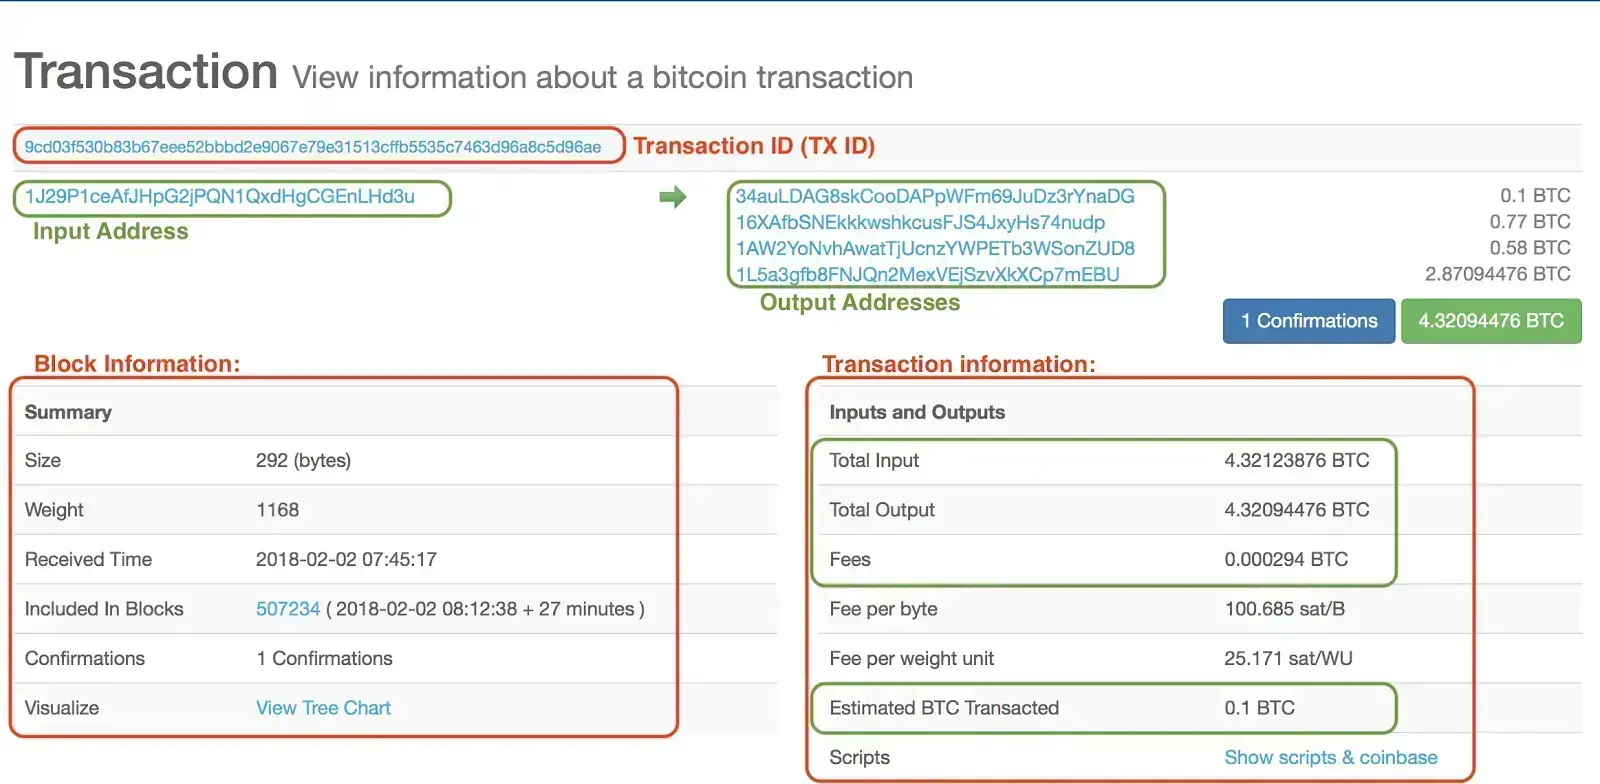 Transaction View information about a bitcoin transaction
9cd03f530b83b67eee52bbbd2e9067e79e31513cffb5535c7463d96a8c5d96ae Transaction ID (TX ID)
1J29P1ceAfJHpG2jPQN1QxdHgCGEnLHd3u
Input Address
34auLDAG8skCooDAPpWFm69JuDz3rYnaDG 0.1 BTC
16XAfbSNEkkkwshkcusFJS4JxyHs74nudp 0.77 BTC
1AW2YoNvhAwatTjUcnzYWPETb3WSonZUD8 0.58 BTC
1L5a3gfb8FNJQn2MexVEjSzvXkXCp7mEBU 2.87094476 BTC
Output Addresses
1 Confirmations 4.32094476 BTC
Block Information:
Summary
Size 292 (bytes)
Weight 1168
Received Time 2018-02-02 07:45:17
Included In Blocks 507234 ( 2018-02-02 08:12:38 + 27 minutes )
Confirmations 1 Confirmations
Visualize View Tree Chart
Transaction information:
Inputs and Outputs
Total Input 4.32123876 BTC
Total Output 4.32094476 BTC
Fees 0.000294 BTC
Fee per byte 100.685 sat/B
Fee per weight unit 25.171 sat/WU
Estimated BTC Transacted 0.1 BTC
Scripts Show scripts & coinbase